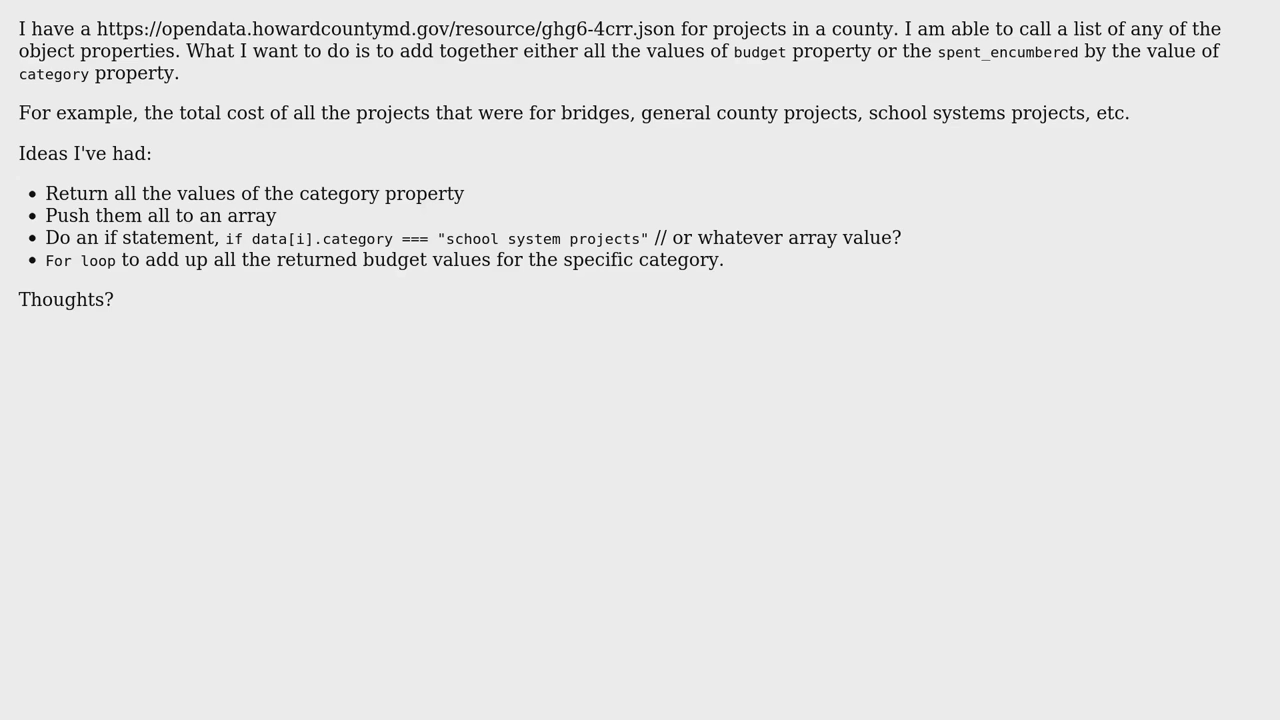 I have a https://opendata.howardcountymd.gov/resource/ghg6-4crr.json for projects in a county. I am able to call a list of any of the
object properties. What I want to do is to add together either all the values of budget property or the spent_encumbered by the value of
category property.
For example, the total cost of all the projects that were for bridges, general county projects, school systems projects, etc.
Ideas I've had:
• Return all the values of the category property
• Push them all to an array
• Do an if statement, if data[i].category === "school system projects" // or whatever array value?
• For loop to add up all the returned budget values for the specific category.
Thoughts?